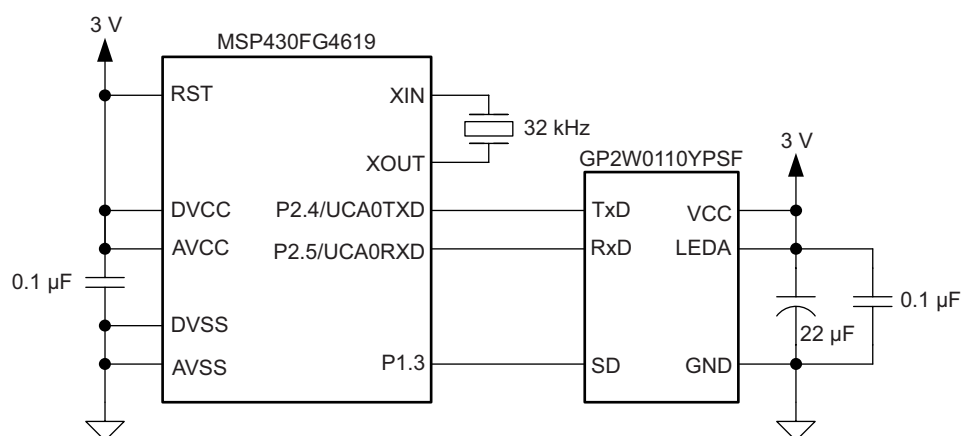 3 V
MSP430FG4619
RST
XIN
32 kHz
XOUT
GP2W0110YPSF
3 V
DVCC
P2.4/UCA0TXD
TxD
VCC
AVCC
P2.5/UCA0RXD
RxD
LEDA
0.1 µF
0.1 µF
22 µF
DVSS
AVSS
P1.3
SD
GND